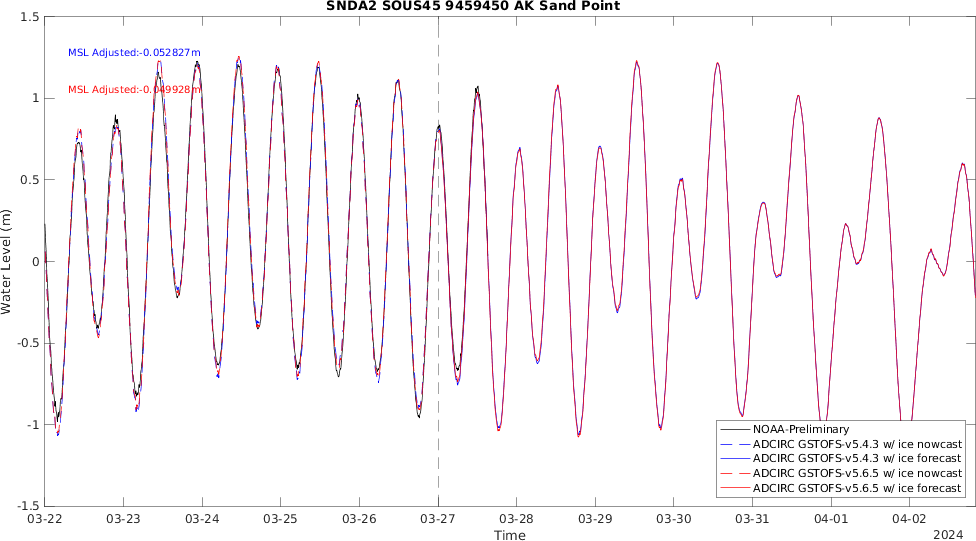 SNDA2 SOUS45 9459450 AK Sand Point
1.5
MSL Adjusted:-0.052827m
MSL Adjusted:-0.049928m
1
0.5
0
-0.5
-1
-1.5
Water Level (m)
NOAA-Preliminary
ADCIRC GSTOFS-v5.4.3 w/ ice nowcast
ADCIRC GSTOFS-v5.4.3 w/ ice forecast
ADCIRC GSTOFS-v5.6.5 w/ ice nowcast
ADCIRC GSTOFS-v5.6.5 w/ ice forecast
03-22 03-23 03-24 03-25 03-26 03-27 03-28 03-29 03-30 03-31 04-01 04-02
Time
2024